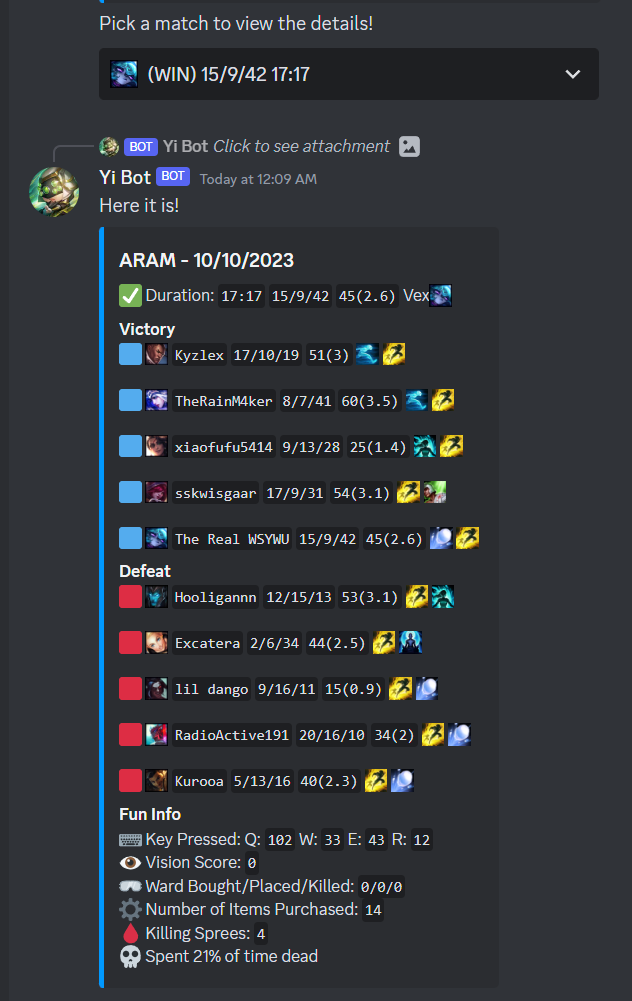 Pick a match to view the details!
(WIN) 15/9/42 17:17
BOT Yi Bot Click to see attachment
Yi Bot BOT Today at 12:09 AM
Here it is!
ARAM - 10/10/2023
Duration: 17:17 15/9/42 45(2.6) Vex
Victory
Kyzlex 17/10/19 51(3)
TheRainM4ker 8/7/41 60(3.5)
xiaofufu5414 9/13/28 25(1.4)
sskwisgaar 17/9/31 54(3.1)
The Real WSYWU 15/9/42 45(2.6)
Defeat
Hooligannn 12/15/13 53(3.1)
Excatera 2/6/34 44(2.5)
lil dango 9/16/11 15(0.9)
RadioActive191 20/16/10 34(2)
Kurooa 5/13/16 40(2.3)
Fun Info
Key Pressed: Q: 102 W: 33 E: 43 R: 12
Vision Score: 0
Ward Bought/Placed/Killed: 0/0/0
Number of Items Purchased: 14
Killing Sprees: 4
Spent 21% of time dead